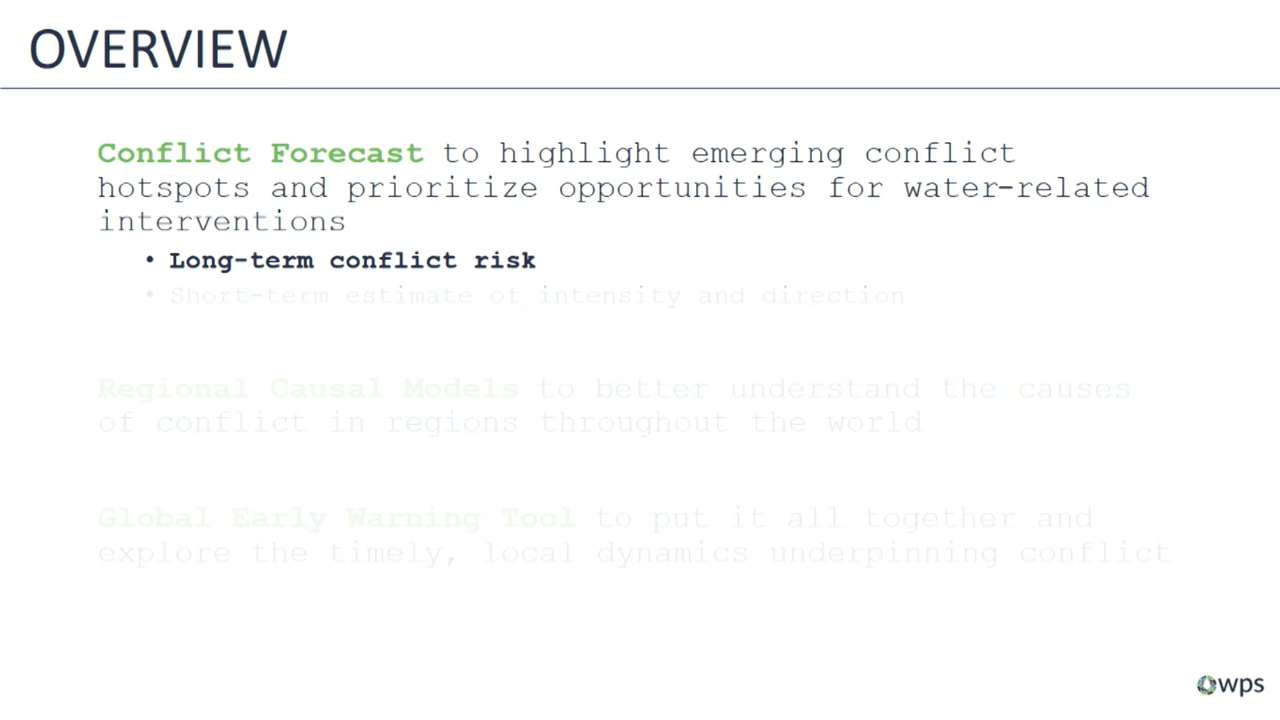 OVERVIEW
Conflict Forecast to highlight emerging conflict
hotspots and prioritize opportunities for water-related
interventions
• Long-term conflict risk
• Short-term estimate of intensity and direction
Regional Causal Models to better understand the causes
of conflict in regions throughout the world
Global Early Warning Tool to put it all together and
explore the timely, local dynamics underpinning conflict
wps